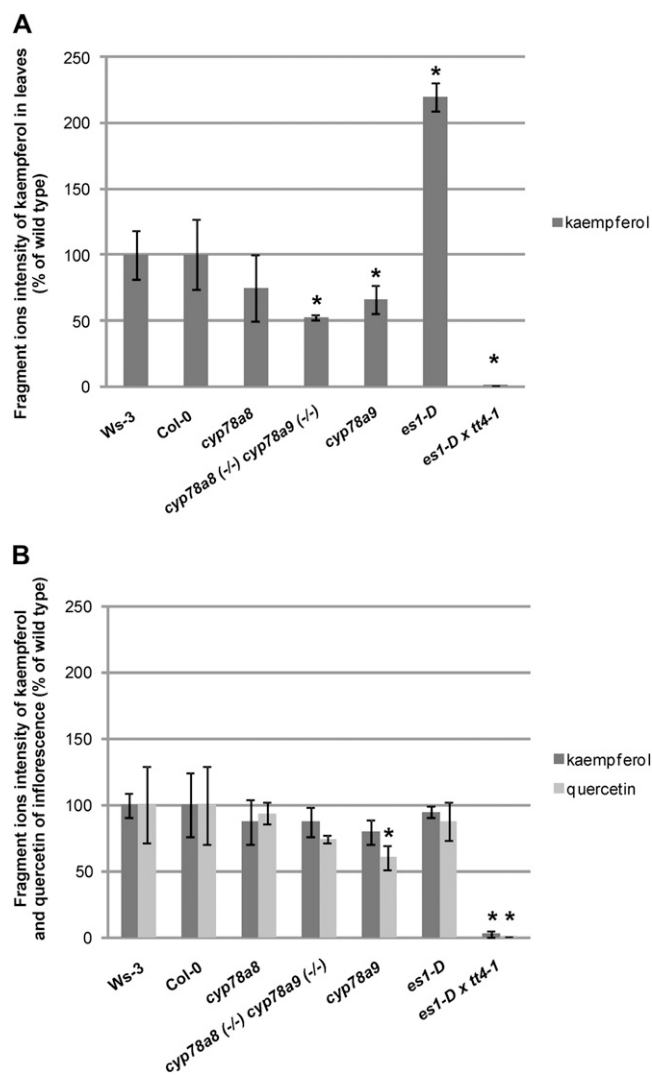 A
Fragment ions intensity of kaempferol in leaves
(% of wild type)
250
200
150
100
50
0
*
*
*
*
Ws-3
Col-0
cyp78a8
cyp78a8 (-/-) cyp78a9 (-/-)
cyp78a9
es1-D
es1-D x tt4-1
kaempferol
B
Fragment ions intensity of kaempferol
and quercetin of inflorescence (% of wild type)
250
200
150
100
50
0
*
* *
Ws-3
Col-0
cyp78a8
cyp78a8 (-/-) cyp78a9 (-/-)
cyp78a9
es1-D
es1-D x tt4-1
kaempferol
quercetin